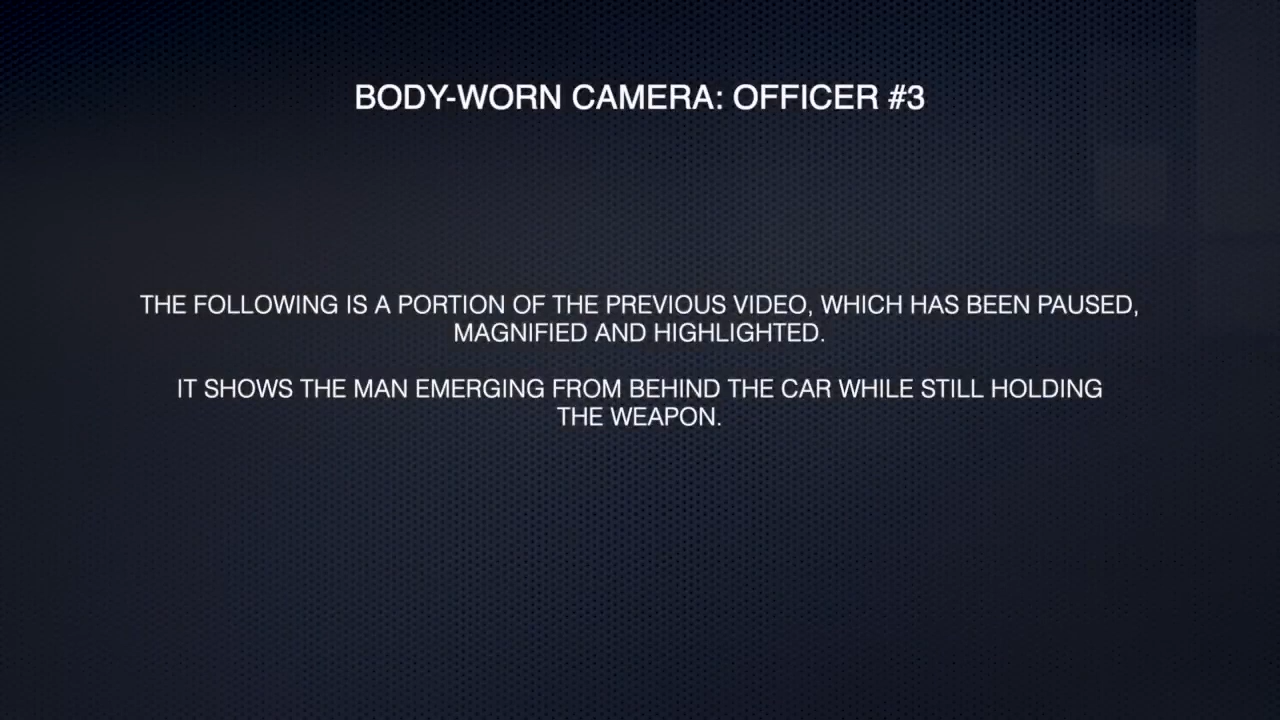 BODY-WORN CAMERA: OFFICER #3
THE FOLLOWING IS A PORTION OF THE PREVIOUS VIDEO, WHICH HAS BEEN PAUSED,
MAGNIFIED AND HIGHLIGHTED.
IT SHOWS THE MAN EMERGING FROM BEHIND THE CAR WHILE STILL HOLDING
THE WEAPON.